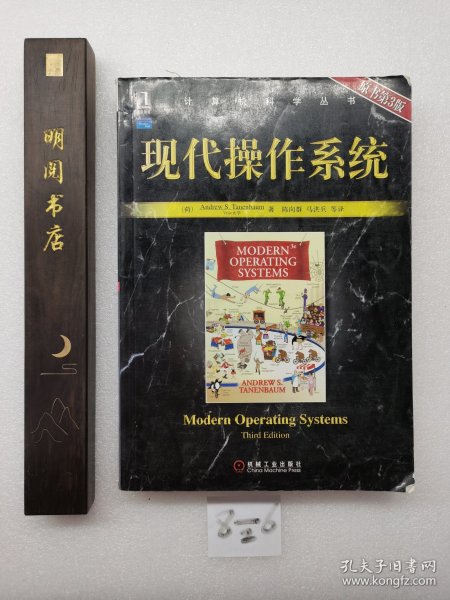 明阅书店
计算机科学丛书
原书第3版
现代操作系统
(荷) Andrew S. Tanenbaum 著 陈向群 马洪兵 等译
MODERN 3e
OPERATING
SYSTEMS
ANDREW S.
TANENBAUM
Modern Operating Systems
Third Edition
机械工业出版社
China Machine Press
孔夫子旧书网
www.kongfz.com